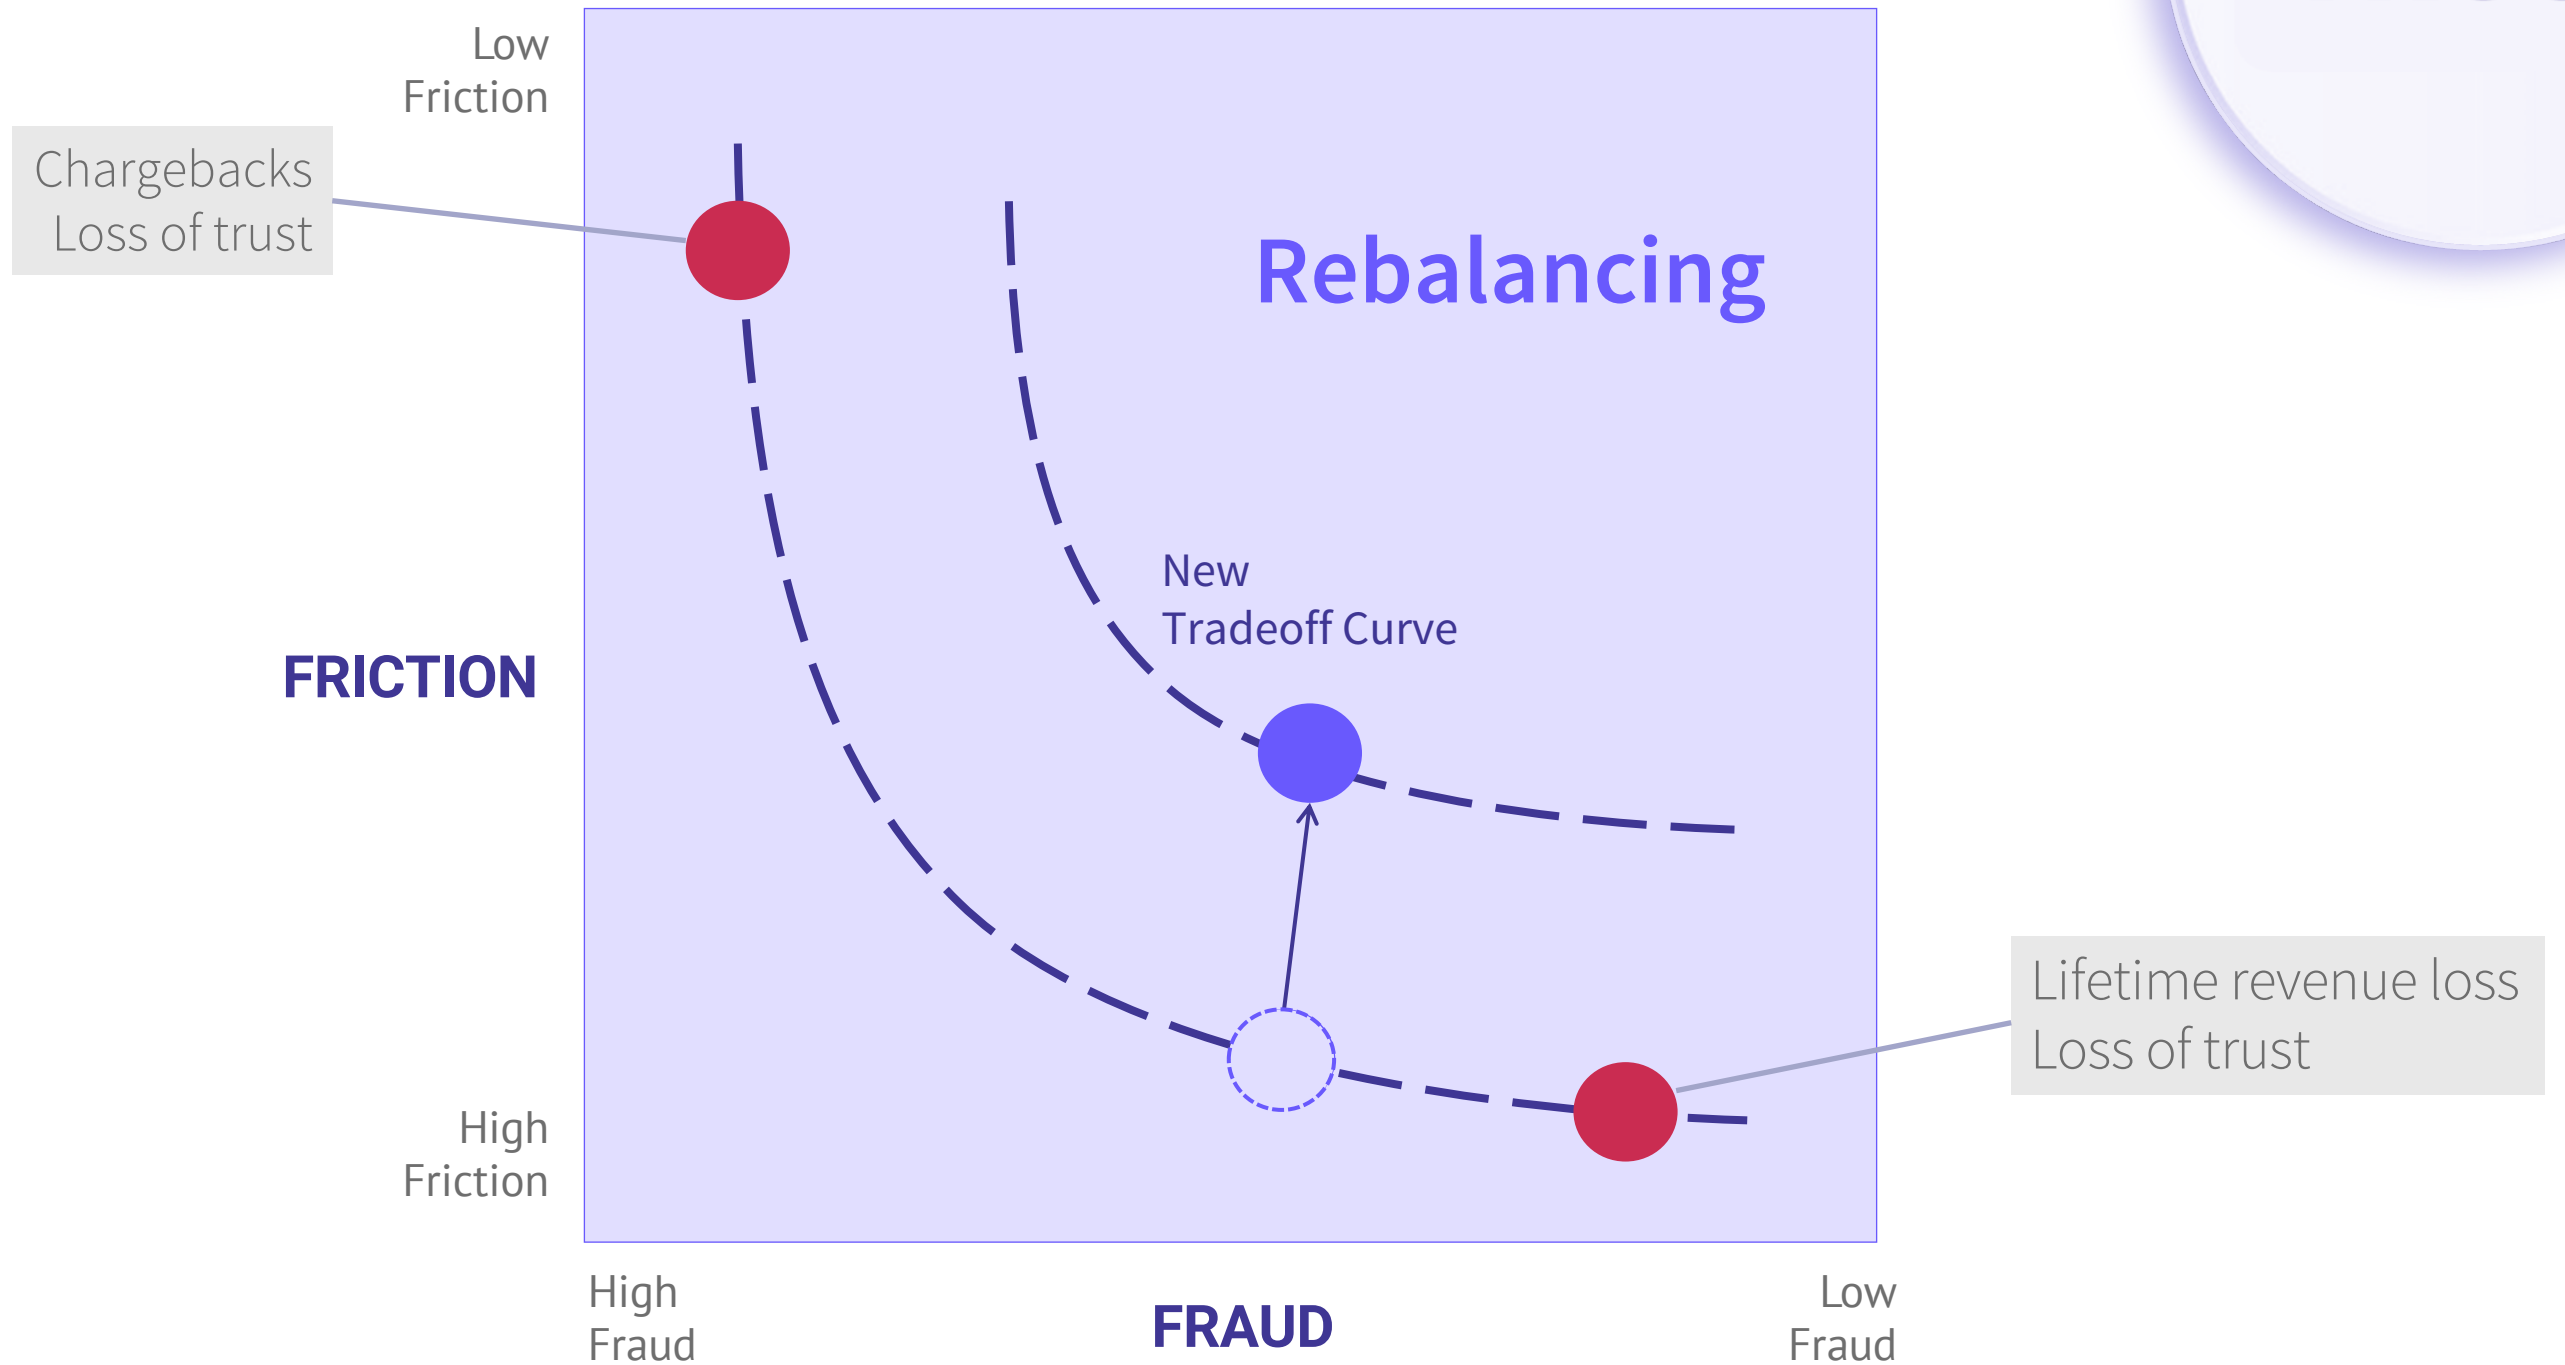 Low
Friction
Chargebacks
Loss of trust
Rebalancing
New
Tradeoff Curve
FRICTION
Lifetime revenue loss
Loss of trust
High
Friction
High
Fraud
FRAUD
Low
Fraud